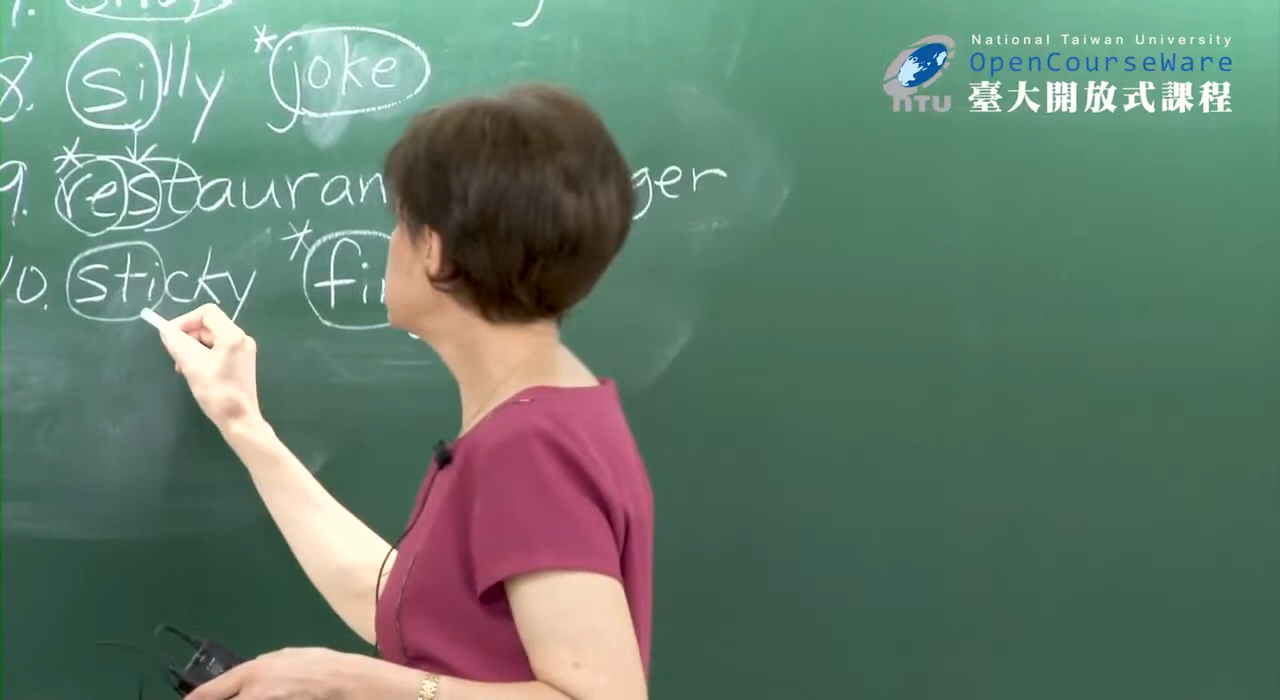 8. silly *joke
9. *restauran ger
10. sticky *fi
National Taiwan University
OpenCourseWare
NTU 臺大開放式課程